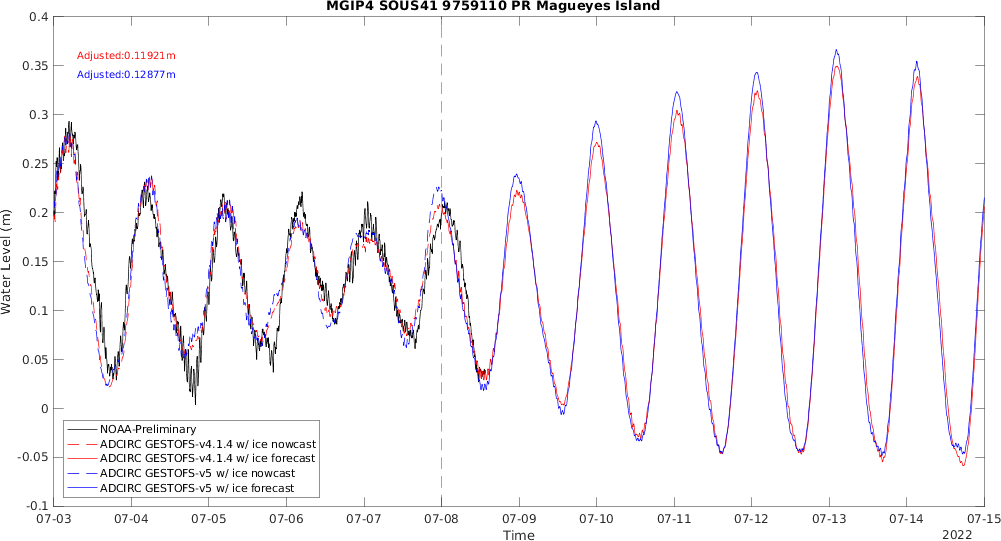 MGIP4 SOUS41 9759110 PR Magueyes Island
0.4
0.35
0.3
0.25
0.2
0.15
0.1
0.05
0
-0.05
-0.1
Water Level (m)
Adjusted:0.11921m
Adjusted:0.12877m
NOAA-Preliminary
ADCIRC GESTOFS-v4.1.4 w/ ice nowcast
ADCIRC GESTOFS-v4.1.4 w/ ice forecast
ADCIRC GESTOFS-v5 w/ ice nowcast
ADCIRC GESTOFS-v5 w/ ice forecast
07-03 07-04 07-05 07-06 07-07 07-08 07-09 07-10 07-11 07-12 07-13 07-14 07-15
Time
2022